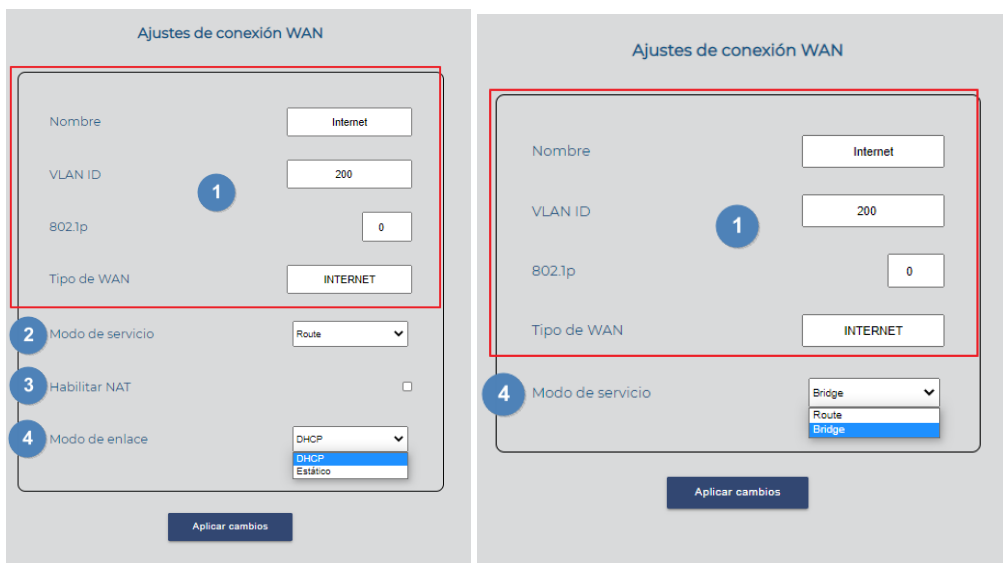 Ajustes de conexión WAN
Nombre Internet
VLAN ID 200
1
802.1p 0
Tipo de WAN INTERNET
2 Modo de servicio Route
3 Habilitar NAT
4 Modo de enlace DHCP
DHCP
Estático
Aplicar cambios
Ajustes de conexión WAN
Nombre Internet
VLAN ID 200
1
802.1p 0
Tipo de WAN INTERNET
4 Modo de servicio Bridge
Route
Bridge
Aplicar cambios